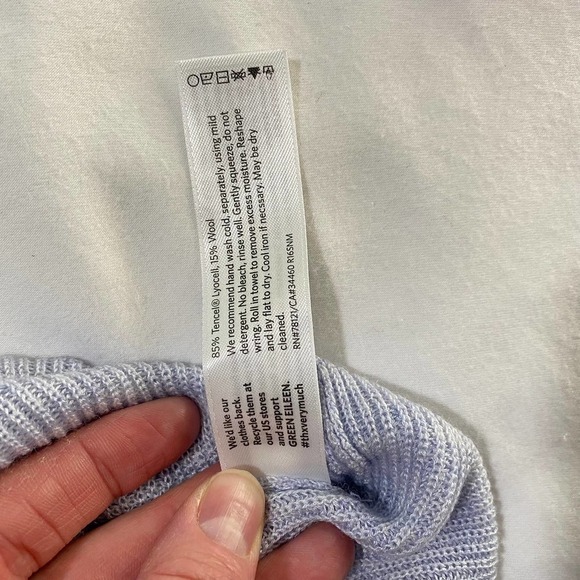 85% Tencel® Lyocell, 15% Wool
We recommend hand wash cold, separately, using mild
detergent. No bleach, rinse well. Gently squeeze, do not
wring. Roll in towel to remove excess moisture. Reshape
and lay flat to dry. Cool iron if necssary. May be dry
cleaned.
RN#78121/CA#34460 R16SNM
We'd like our
clothes back.
Recycle them at
our US stores
and support
GREEN EILEEN.
#thxverymuch